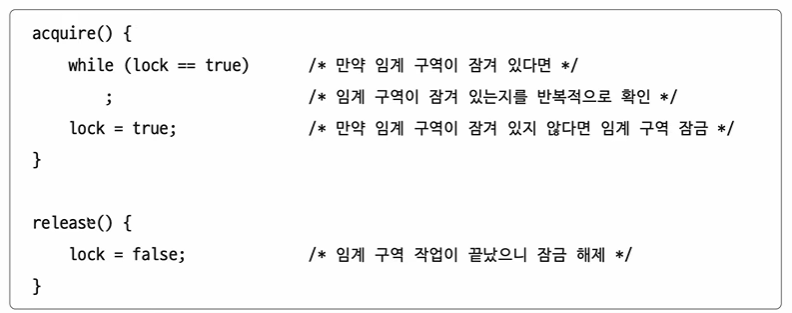 acquire() {
while (lock == true) /* 만약 임계 구역이 잠겨 있다면 */
; /* 임계 구역이 잠겨 있는지를 반복적으로 확인 */
lock = true; /* 만약 임계 구역이 잠겨 있지 않다면 임계 구역 잠금 */
}
release() {
lock = false; /* 임계 구역 작업이 끝났으니 잠금 해제 */
}